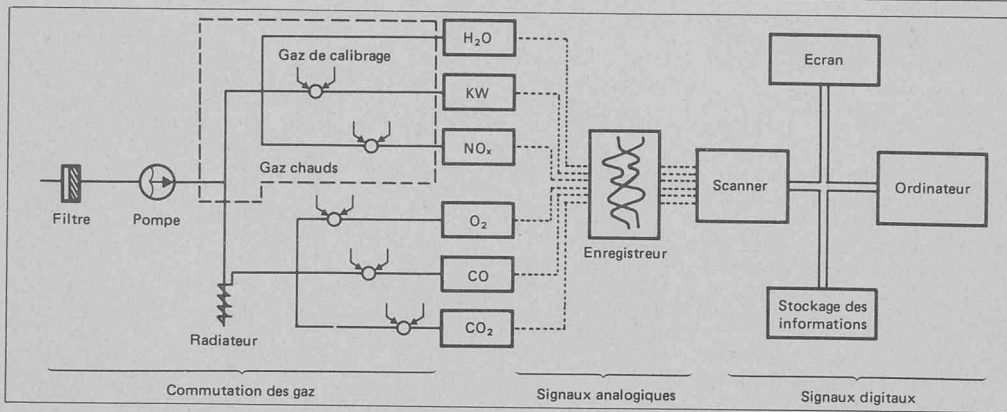 H₂O
Ecran
Gaz de calibrage
KW
NOₓ
Gaz chauds
Scanner
Ordinateur
Filtre
Pompe
O₂
Enregistreur
CO
Stockage des
informations
Radiateur
CO₂
Commutation des gaz
Signaux analogiques
Signaux digitaux